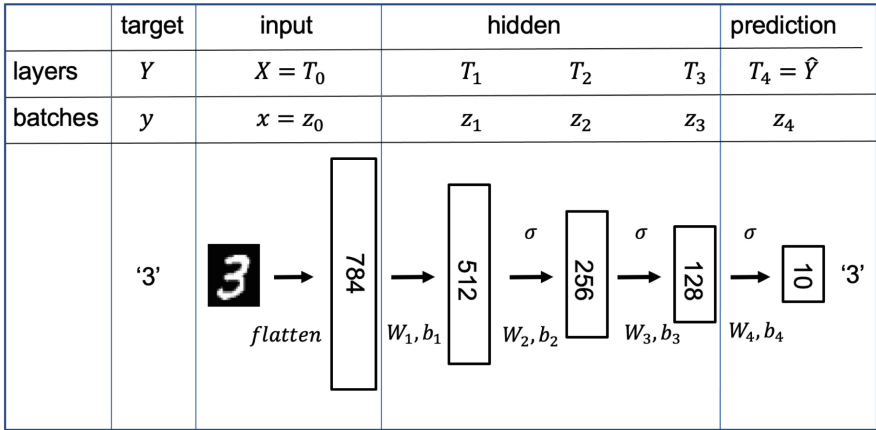 target input hidden prediction
layers Y X = T₀ T₁ T₂ T₃ T₄ = Ŷ
batches y x = z₀ z₁ z₂ z₃ z₄
σ σ σ
'3' 3 784 512 256 128 10 '3'
flatten W₁, b₁ W₂, b₂ W₃, b₃ W₄, b₄